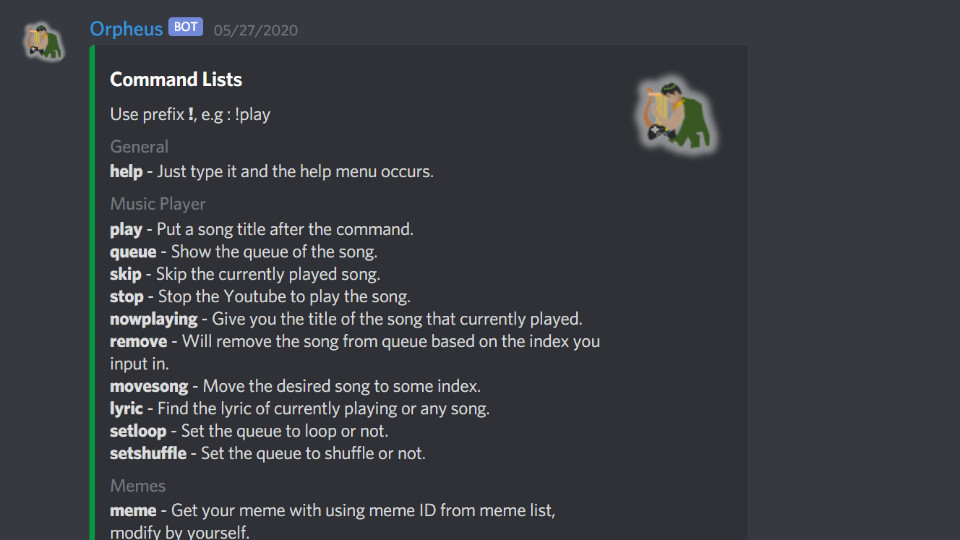 Orpheus BOT 05/27/2020
Command Lists
Use prefix !, e.g : !play
General
help - Just type it and the help menu occurs.
Music Player
play - Put a song title after the command.
queue - Show the queue of the song.
skip - Skip the currently played song.
stop - Stop the Youtube to play the song.
nowplaying - Give you the title of the song that currently played.
remove - Will remove the song from queue based on the index you
input in.
movesong - Move the desired song to some index.
lyric - Find the lyric of currently playing or any song.
setloop - Set the queue to loop or not.
setshuffle - Set the queue to shuffle or not.
Memes
meme - Get your meme with using meme ID from meme list,
modify by yourself.